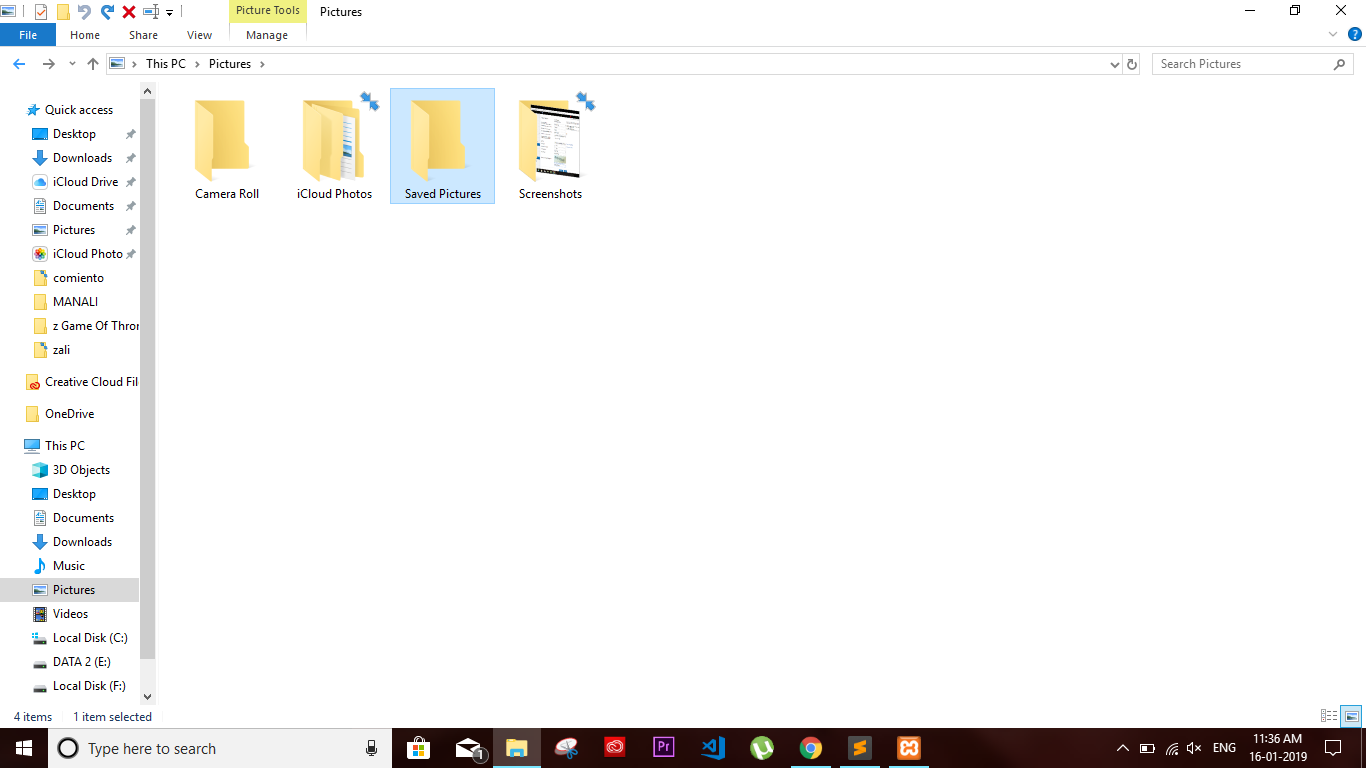 Picture Tools
Pictures
File
Home
Share
View
Manage
This PC
Pictures
Search Pictures
Quick access
Desktop
Downloads
iCloud Drive
Documents
Pictures
iCloud Photo
comiento
MANALI
z Game Of Thron
zali
Creative Cloud Fil
OneDrive
This PC
3D Objects
Desktop
Documents
Downloads
Music
Pictures
Videos
Local Disk (C:)
DATA 2 (E:)
Local Disk (F:)
Camera Roll
iCloud Photos
Saved Pictures
Screenshots
4 items
1 item selected
Type here to search
1
Pr
ENG
11:36 AM
16-01-2019